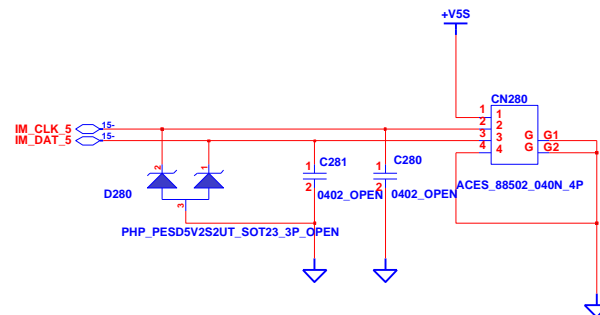 +V5S
CN280
1
1
2
2
3
3
4
4
G
G1
G
G2
IM_CLK_5
15-
IM_DAT_5
15-
2
1
3
D280
1
C281
2
0402_OPEN
1
C280
2
0402_OPEN
ACES_88502_040N_4P
PHP_PESD5V2S2UT_SOT23_3P_OPEN